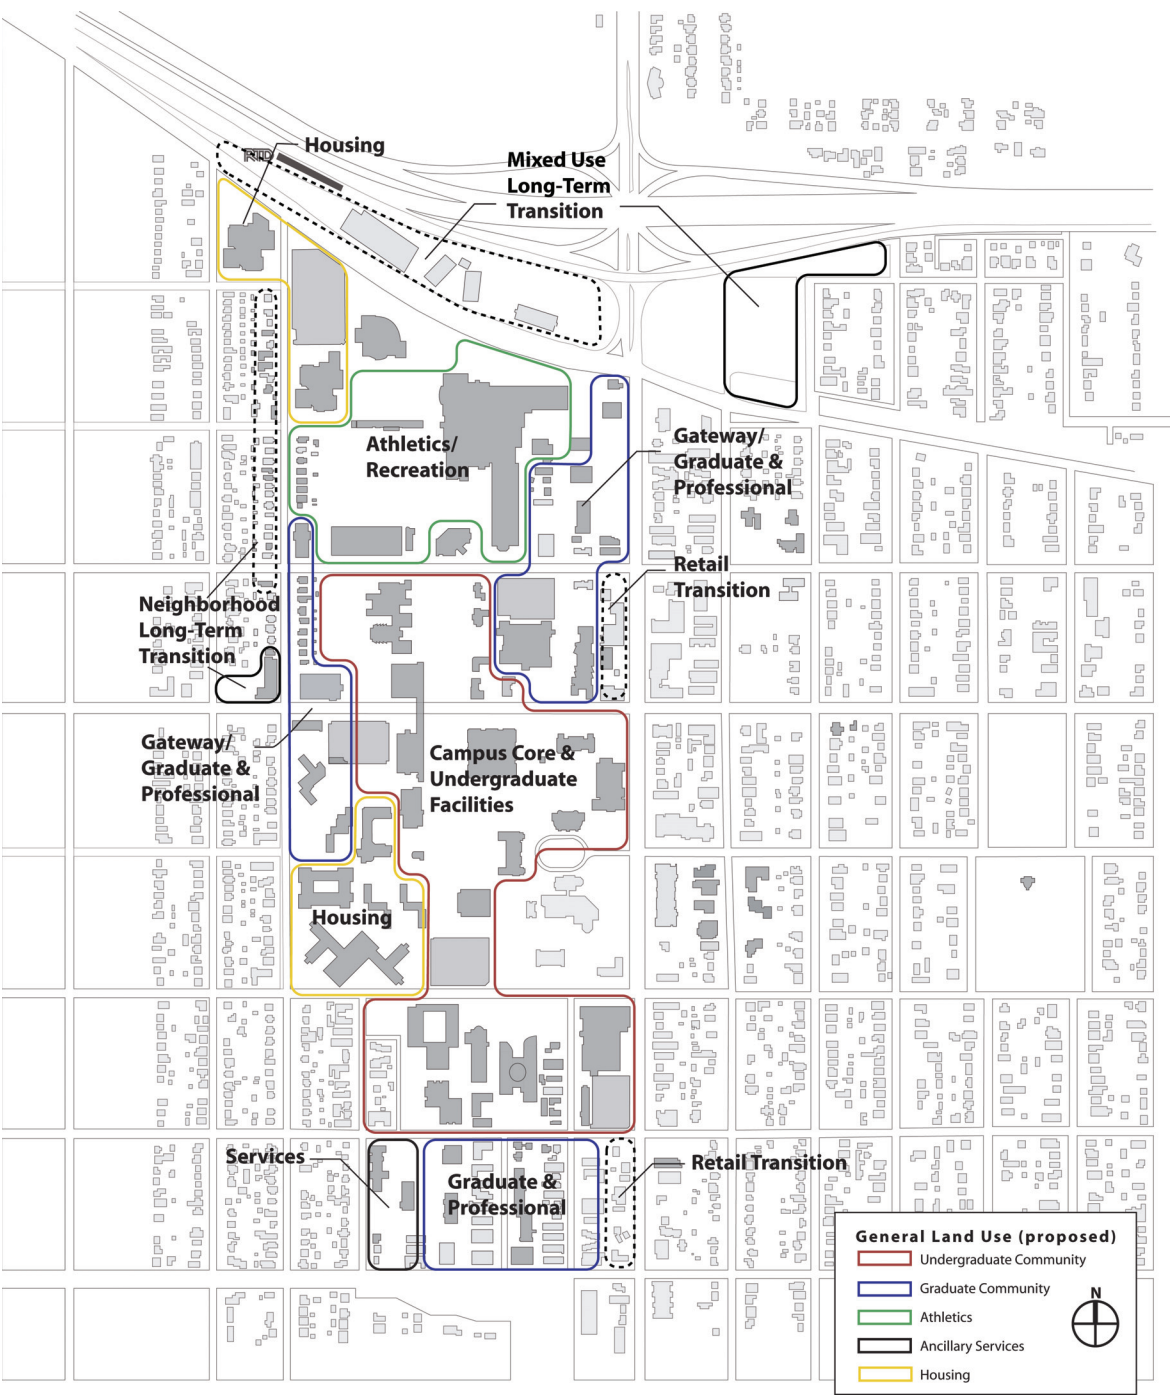 RTD
Housing
Mixed Use
Long-Term
Transition
Athletics/
Recreation
Gateway/
Graduate &
Professional
Retail
Transition
Neighborhood
Long-Term
Transition
Gateway/
Graduate &
Professional
Campus Core &
Undergraduate
Facilities
Housing
Services
Graduate &
Professional
Retail Transition
General Land Use (proposed)
Undergraduate Community
Graduate Community
Athletics
Ancillary Services
Housing
N